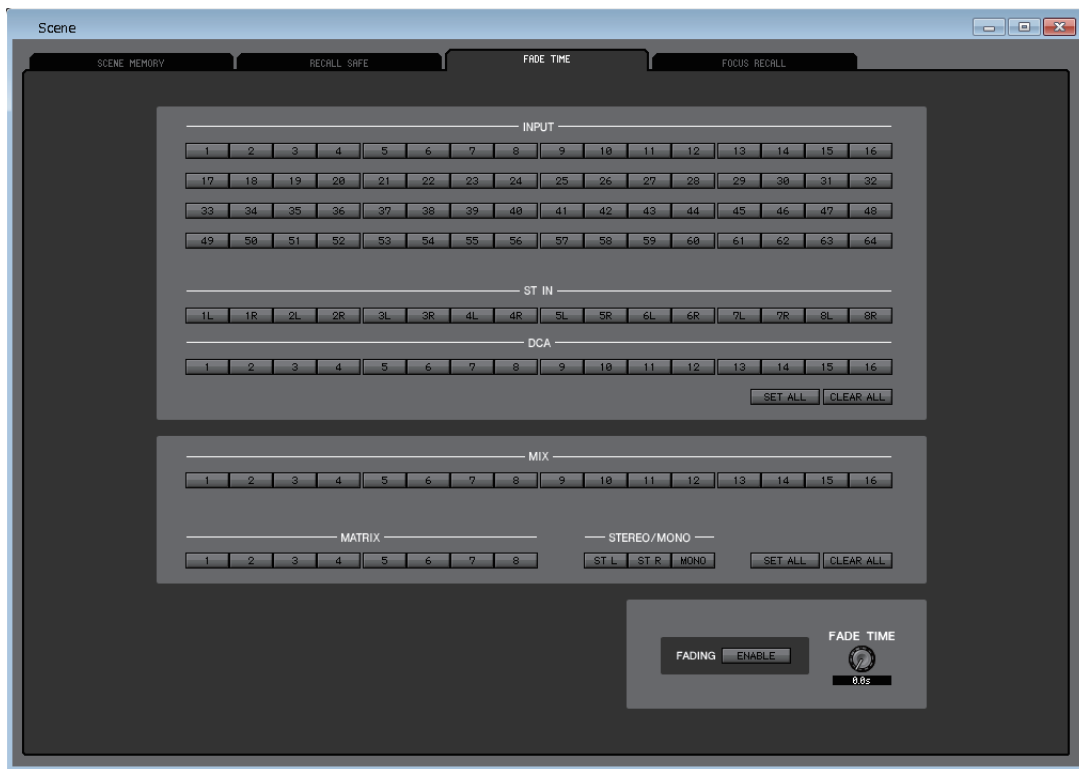 Scene
SCENE MEMORY RECALL SAFE FADE TIME FOCUS RECALL
INPUT
1 2 3 4 5 6 7 8 9 10 11 12 13 14 15 16
17 18 19 20 21 22 23 24 25 26 27 28 29 30 31 32
33 34 35 36 37 38 39 40 41 42 43 44 45 46 47 48
49 50 51 52 53 54 55 56 57 58 59 60 61 62 63 64
ST IN
1L 1R 2L 2R 3L 3R 4L 4R 5L 5R 6L 6R 7L 7R 8L 8R
DCA
1 2 3 4 5 6 7 8 9 10 11 12 13 14 15 16
SET ALL CLEAR ALL
MIX
1 2 3 4 5 6 7 8 9 10 11 12 13 14 15 16
MATRIX STEREO/MONO
1 2 3 4 5 6 7 8 ST L ST R MONO SET ALL CLEAR ALL
FADE TIME
FADING ENABLE
0.0s